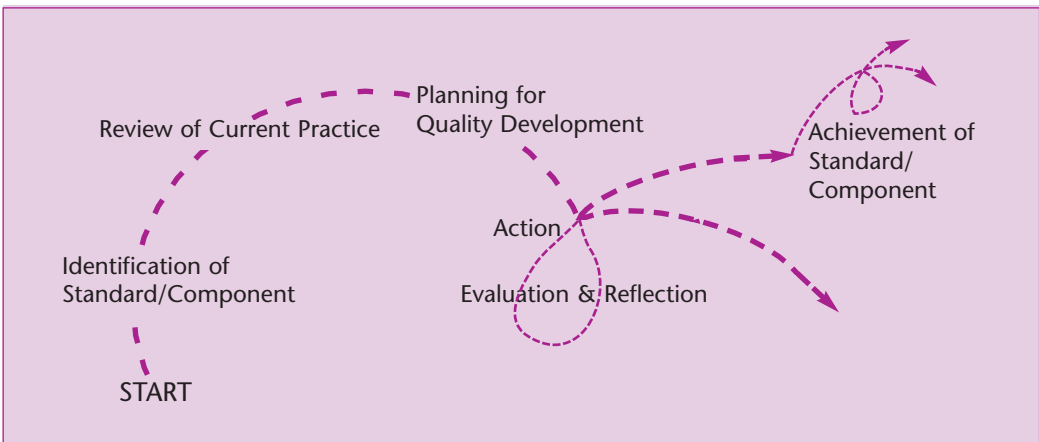 START
Identification of
Standard/Component
Review of Current Practice
Planning for
Quality Development
Action
Evaluation & Reflection
Achievement of
Standard/
Component